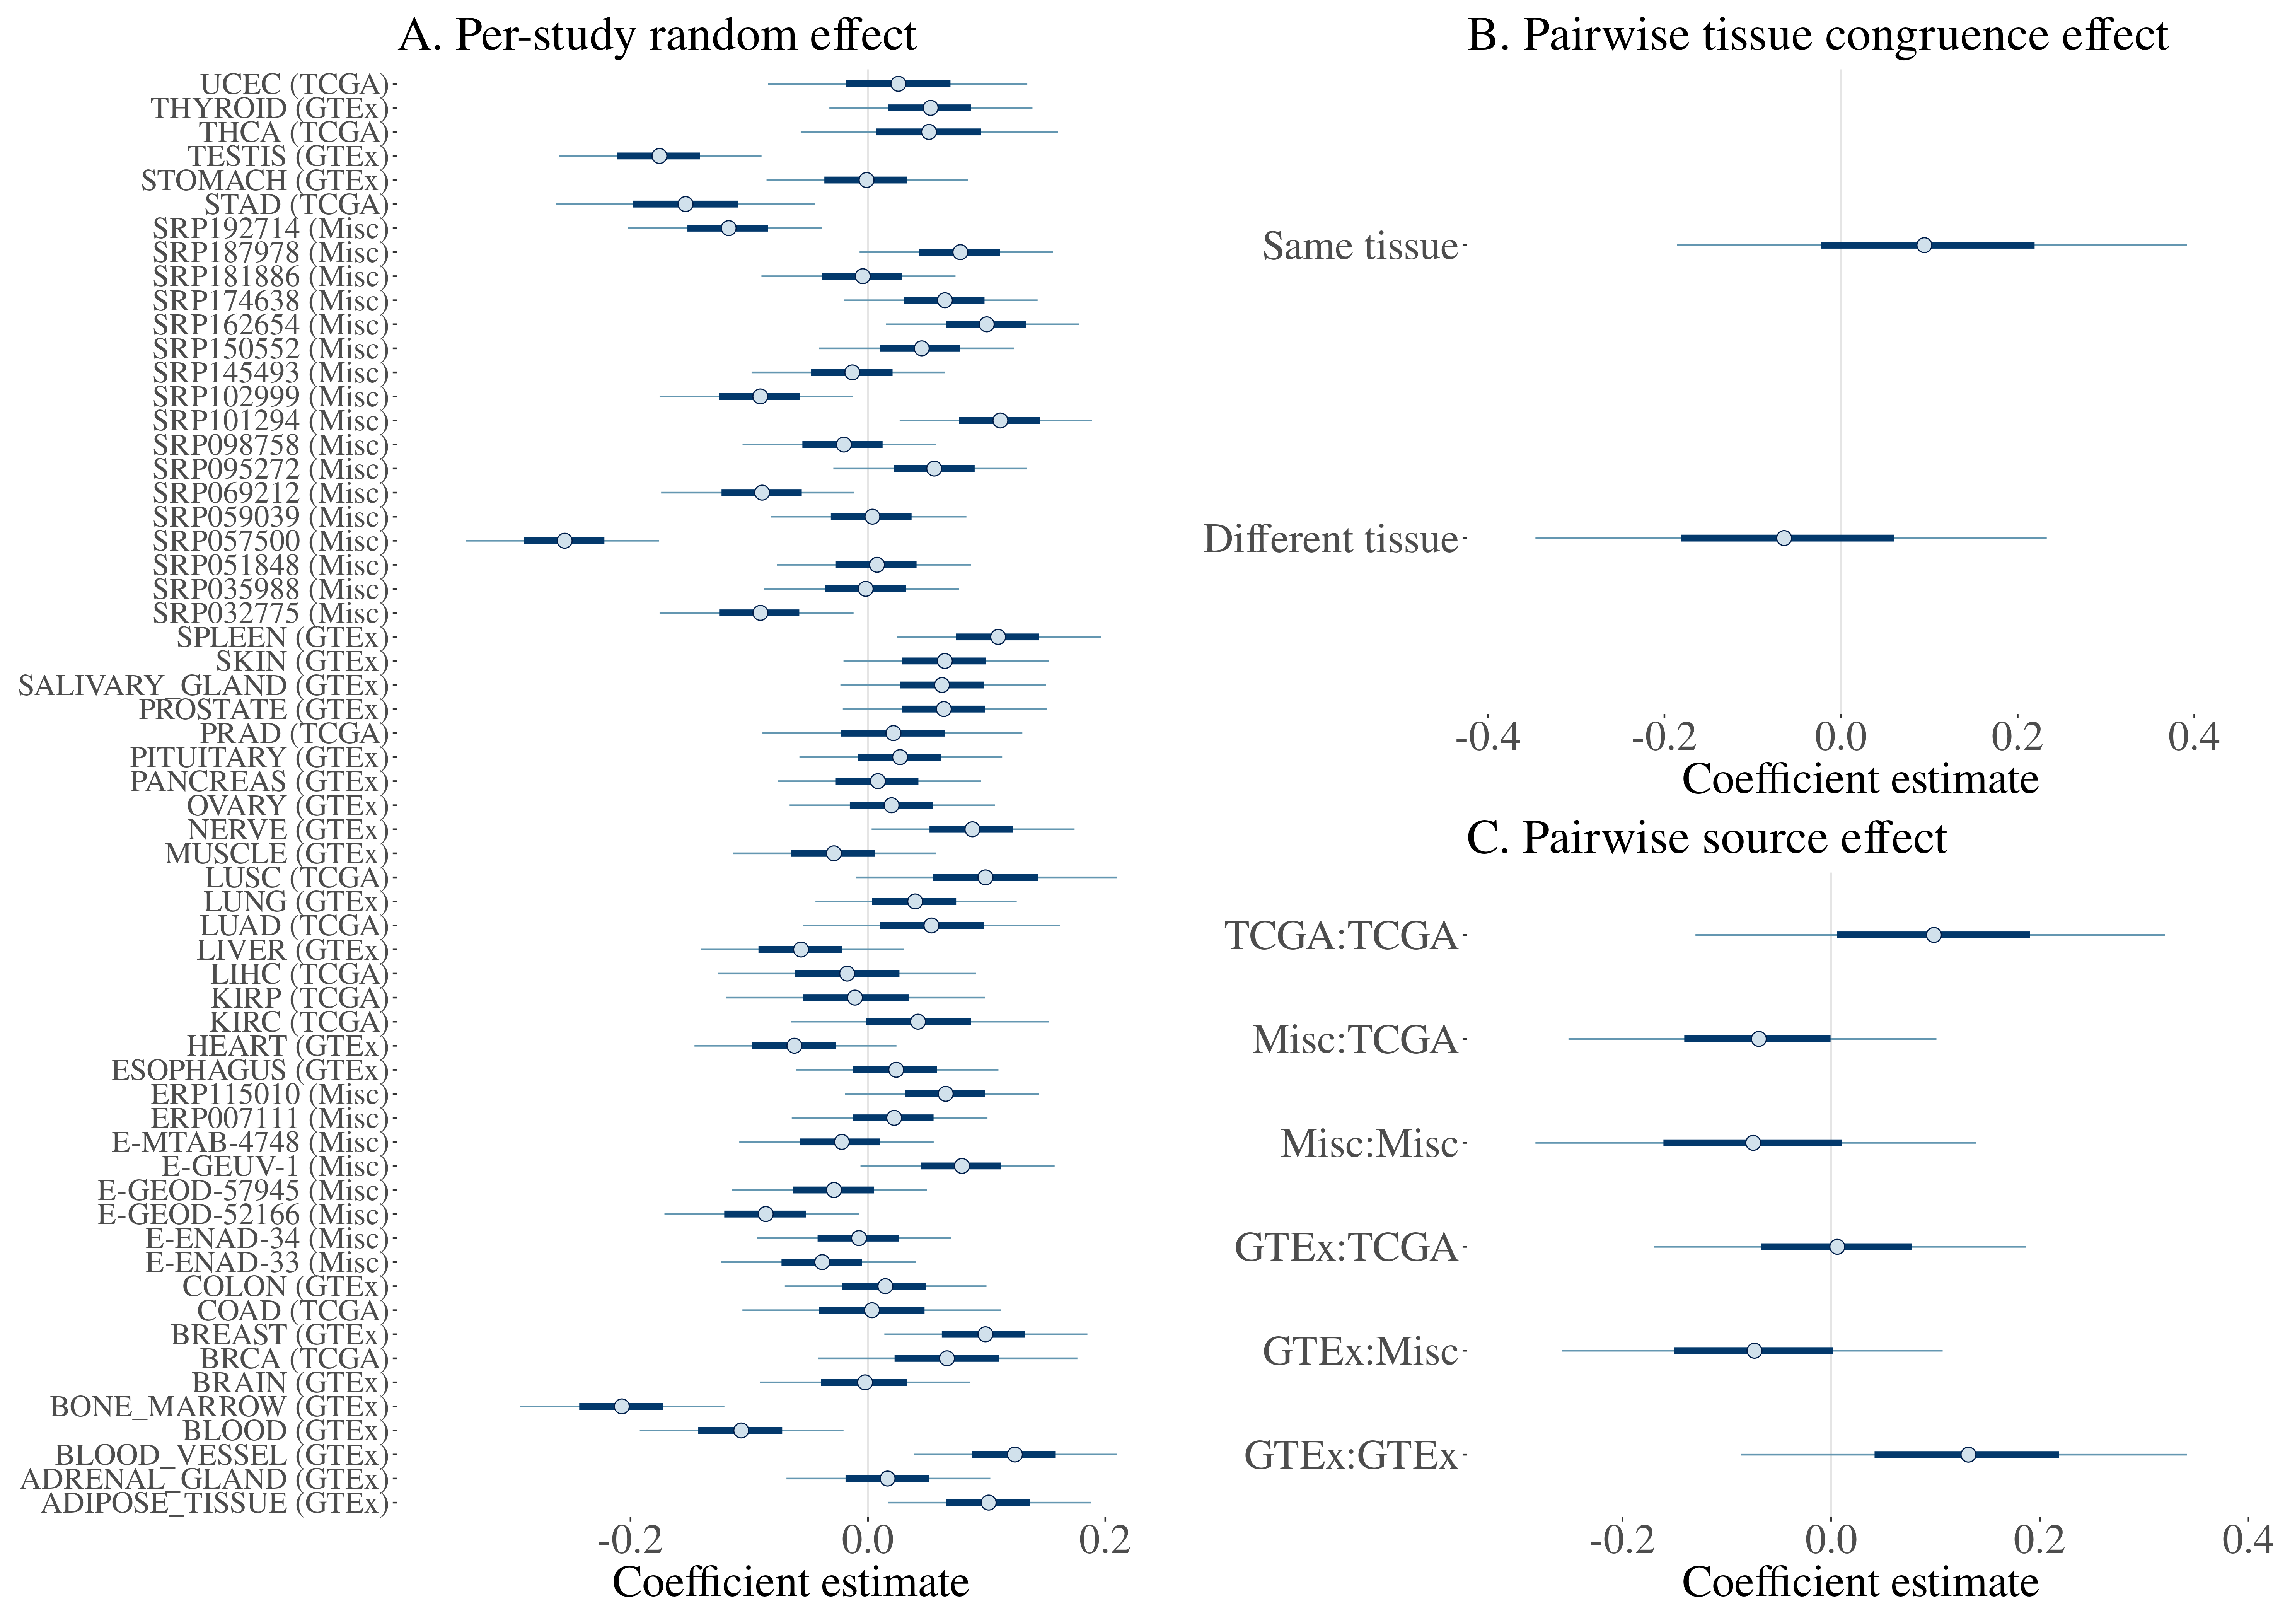 A. Per-study random effect
UCEC (TCGA)
THYROID (GTEx)
THCA (TCGA)
TESTIS (GTEx)
STOMACH (GTEx)
STAD (TCGA)
SRP192714 (Misc)
SRP187978 (Misc)
SRP181886 (Misc)
SRP174638 (Misc)
SRP162654 (Misc)
SRP150552 (Misc)
SRP145493 (Misc)
SRP102999 (Misc)
SRP101294 (Misc)
SRP098758 (Misc)
SRP095272 (Misc)
SRP069212 (Misc)
SRP059039 (Misc)
SRP057500 (Misc)
SRP051848 (Misc)
SRP035988 (Misc)
SRP032775 (Misc)
SPLEEN (GTEx)
SKIN (GTEx)
SALIVARY_GLAND (GTEx)
PROSTATE (GTEx)
PRAD (TCGA)
PITUITARY (GTEx)
PANCREAS (GTEx)
OVARY (GTEx)
NERVE (GTEx)
MUSCLE (GTEx)
LUSC (TCGA)
LUNG (GTEx)
LUAD (TCGA)
LIVER (GTEx)
LIHC (TCGA)
KIRP (TCGA)
KIRC (TCGA)
HEART (GTEx)
ESOPHAGUS (GTEx)
ERP115010 (Misc)
ERP007111 (Misc)
E-MTAB-4748 (Misc)
E-GEUV-1 (Misc)
E-GEOD-57945 (Misc)
E-GEOD-52166 (Misc)
E-ENAD-34 (Misc)
E-ENAD-33 (Misc)
COLON (GTEx)
COAD (TCGA)
BREAST (GTEx)
BRCA (TCGA)
BRAIN (GTEx)
BONE_MARROW (GTEx)
BLOOD (GTEx)
BLOOD_VESSEL (GTEx)
ADRENAL_GLAND (GTEx)
ADIPOSE_TISSUE (GTEx)
-0.2 0.0 0.2
Coefficient estimate
B. Pairwise tissue congruence effect
Same tissue
Different tissue
-0.4 -0.2 0.0 0.2 0.4
Coefficient estimate
C. Pairwise source effect
TCGA:TCGA
Misc:TCGA
Misc:Misc
GTEx:TCGA
GTEx:Misc
GTEx:GTEx
-0.2 0.0 0.2 0.4
Coefficient estimate